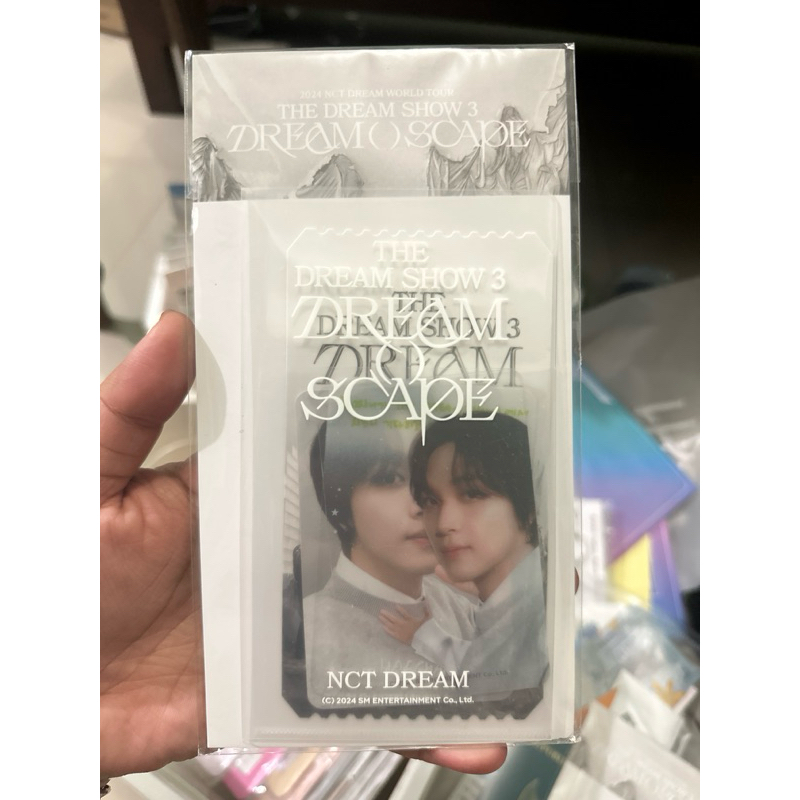 2024 NCT DREAM WORLD TOUR
THE DREAM SHOW 3
DREAM ( ) SCAPE
THE
DREAM SHOW 3
DREAM
( )
SCAPE
THE
DREAM SHOW 3
DREAM
NCT DREAM
(C) 2024 SM ENTERTAINMENT Co., Ltd.